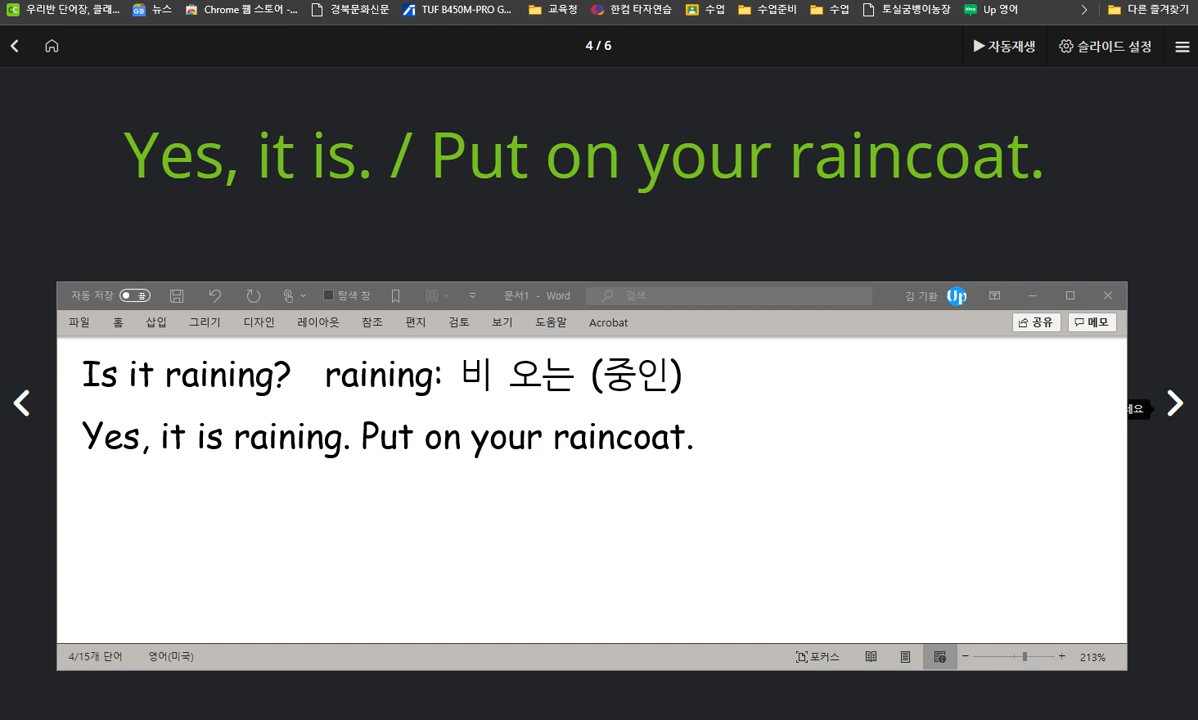 우리반 단어장, 클래... 뉴스 Chrome 웹 스토어 -... 경북문화신문 TUF B450M-PRO G... 교육청 한컴 타자연습 수업 수업준비 수업 토실굼벵이농장 Up 영어 다른 즐겨찾기
4 / 6 자동재생 슬라이드 설정
Yes, it is. / Put on your raincoat.
자동 저장 끔 탐색 창 문서1 - Word 검색 김 기환 Up
파일 홈 삽입 그리기 디자인 레이아웃 참조 편지 검토 보기 도움말 Acrobat 공유 메모
Is it raining? raining: 비 오는 (중인)
Yes, it is raining. Put on your raincoat.
4/15개 단어 영어(미국) 포커스 213%